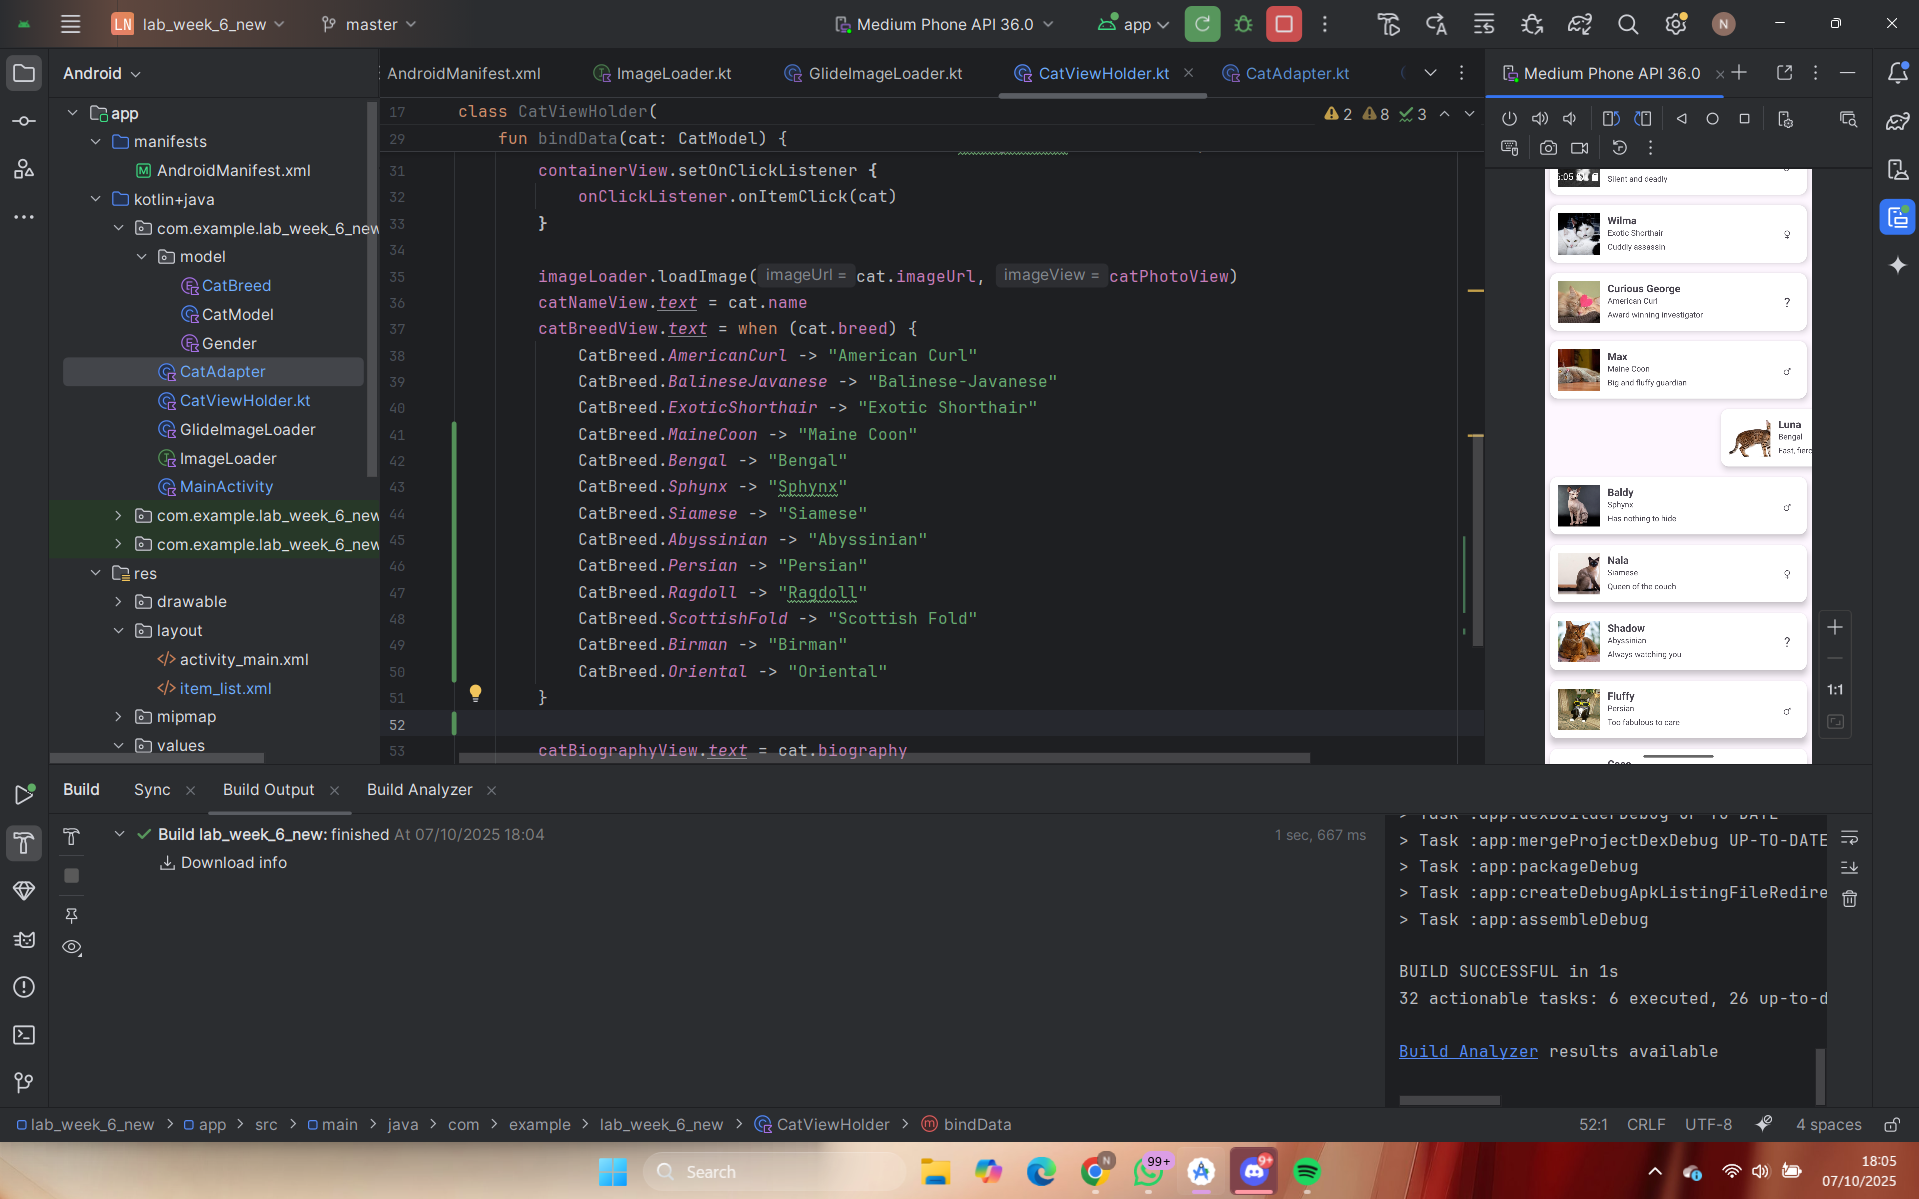 LN lab_week_6_new
master
Medium Phone API 36.0
app
N
Android
AndroidManifest.xml
ImageLoader.kt
GlideImageLoader.kt
CatViewHolder.kt
CatAdapter.kt
Medium Phone API 36.0
app
manifests
AndroidManifest.xml
kotlin+java
com.example.lab_week_6_new
model
CatBreed
CatModel
Gender
CatAdapter
CatViewHolder.kt
GlideImageLoader
ImageLoader
MainActivity
com.example.lab_week_6_new
com.example.lab_week_6_new
res
drawable
layout
activity_main.xml
item_list.xml
mipmap
values
2 8 3
17 class CatViewHolder(
29 fun bindData(cat: CatModel) {
31 containerView.setOnClickListener {
32 onClickListener.onItemClick(cat)
33 }
34
35 imageLoader.loadImage( imageUrl = cat.imageUrl, imageView = catPhotoView)
36 catNameView.text = cat.name
37 catBreedView.text = when (cat.breed) {
38 CatBreed.AmericanCurl -> "American Curl"
39 CatBreed.BalineseJavanese -> "Balinese-Javanese"
40 CatBreed.ExoticShorthair -> "Exotic Shorthair"
41 CatBreed.MaineCoon -> "Maine Coon"
42 CatBreed.Bengal -> "Bengal"
43 CatBreed.Sphynx -> "Sphynx"
44 CatBreed.Siamese -> "Siamese"
45 CatBreed.Abyssinian -> "Abyssinian"
46 CatBreed.Persian -> "Persian"
47 CatBreed.Ragdoll -> "Ragdoll"
48 CatBreed.ScottishFold -> "Scottish Fold"
49 CatBreed.Birman -> "Birman"
50 CatBreed.Oriental -> "Oriental"
51 }
52
53 catBiographyView.text = cat.biography
Silent and deadly
Wilma
Exotic Shorthair
Cuddly assassin
♀
Curious George
American Curl
Award winning investigator
?
Max
Maine Coon
Big and fluffy guardian
♂
Luna
Bengal
Fast, fierc
Baldy
Sphynx
Has nothing to hide
♂
Nala
Siamese
Queen of the couch
♀
Shadow
Abyssinian
Always watching you
?
Fluffy
Persian
Too fabulous to care
♂
1:1
Build
Sync
Build Output
Build Analyzer
Build lab_week_6_new: finished At 07/10/2025 18:04
1 sec, 667 ms
Download info
> Task :app:dexBuilderDebug UP-TO-DATE
> Task :app:mergeProjectDexDebug UP-TO-DATE
> Task :app:packageDebug
> Task :app:createDebugApkListingFileRedire
> Task :app:assembleDebug
BUILD SUCCESSFUL in 1s
32 actionable tasks: 6 executed, 26 up-to-d
Build Analyzer results available
lab_week_6_new > app > src > main > java > com > example > lab_week_6_new > CatViewHolder > bindData
52:1 CRLF UTF-8 4 spaces
Search
N
99+
9+
18:05
07/10/2025